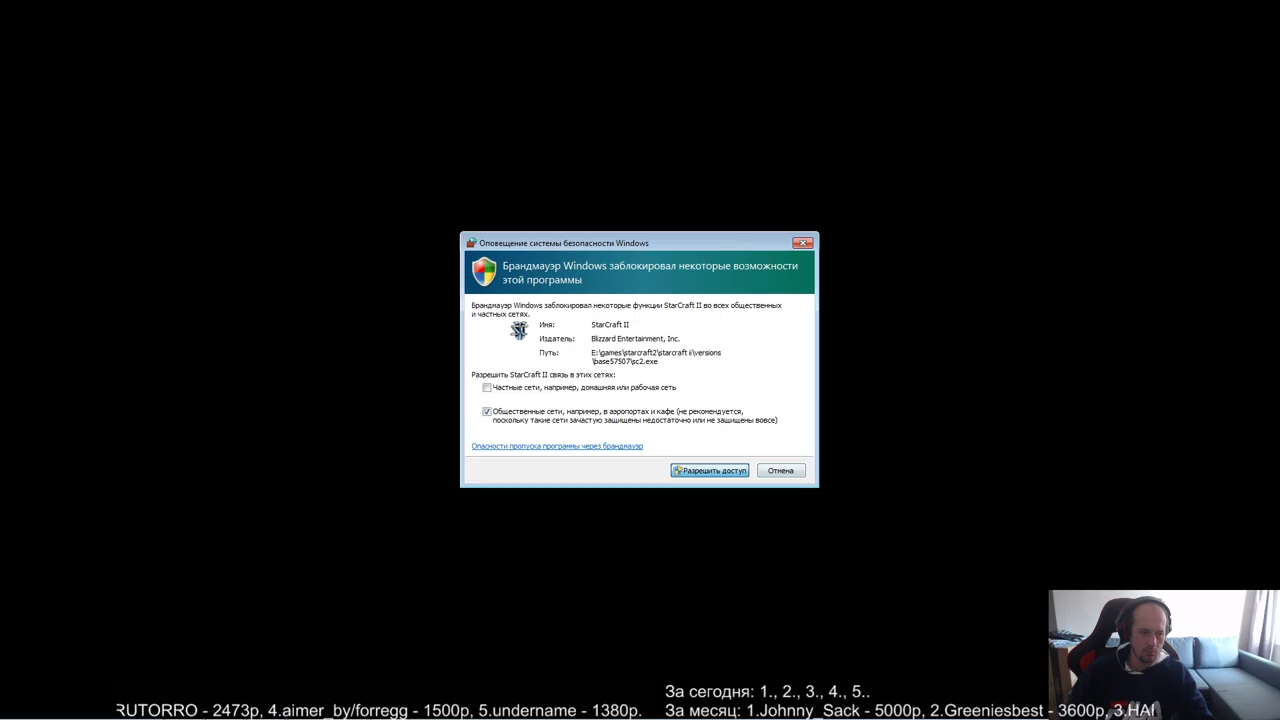 Оповещение системы безопасности Windows
Брандмауэр Windows заблокировал некоторые возможности
этой программы
Брандмауэр Windows заблокировал некоторые функции StarCraft II во всех общественных
и частных сетях.
Имя: StarCraft II
Издатель: Blizzard Entertainment, Inc.
Путь: E:\games\starcraft2\starcraft ii\versions
\base57507\sc2.exe
Разрешить StarCraft II связь в этих сетях:
Частные сети, например, домашняя или рабочая сеть
Общественные сети, например, в аэропортах и кафе (не рекомендуется,
поскольку такие сети зачастую защищены недостаточно или не защищены вовсе)
Опасности пропуска программы через брандмауэр
Разрешить доступ Отмена
За сегодня: 1., 2., 3., 4., 5..
RUTORRO - 2473р, 4.aimer_by/forregg - 1500р, 5.undername - 1380р.
За месяц: 1.Johnny_Sack - 5000р, 2.Greeniesbest - 3600р, 3.